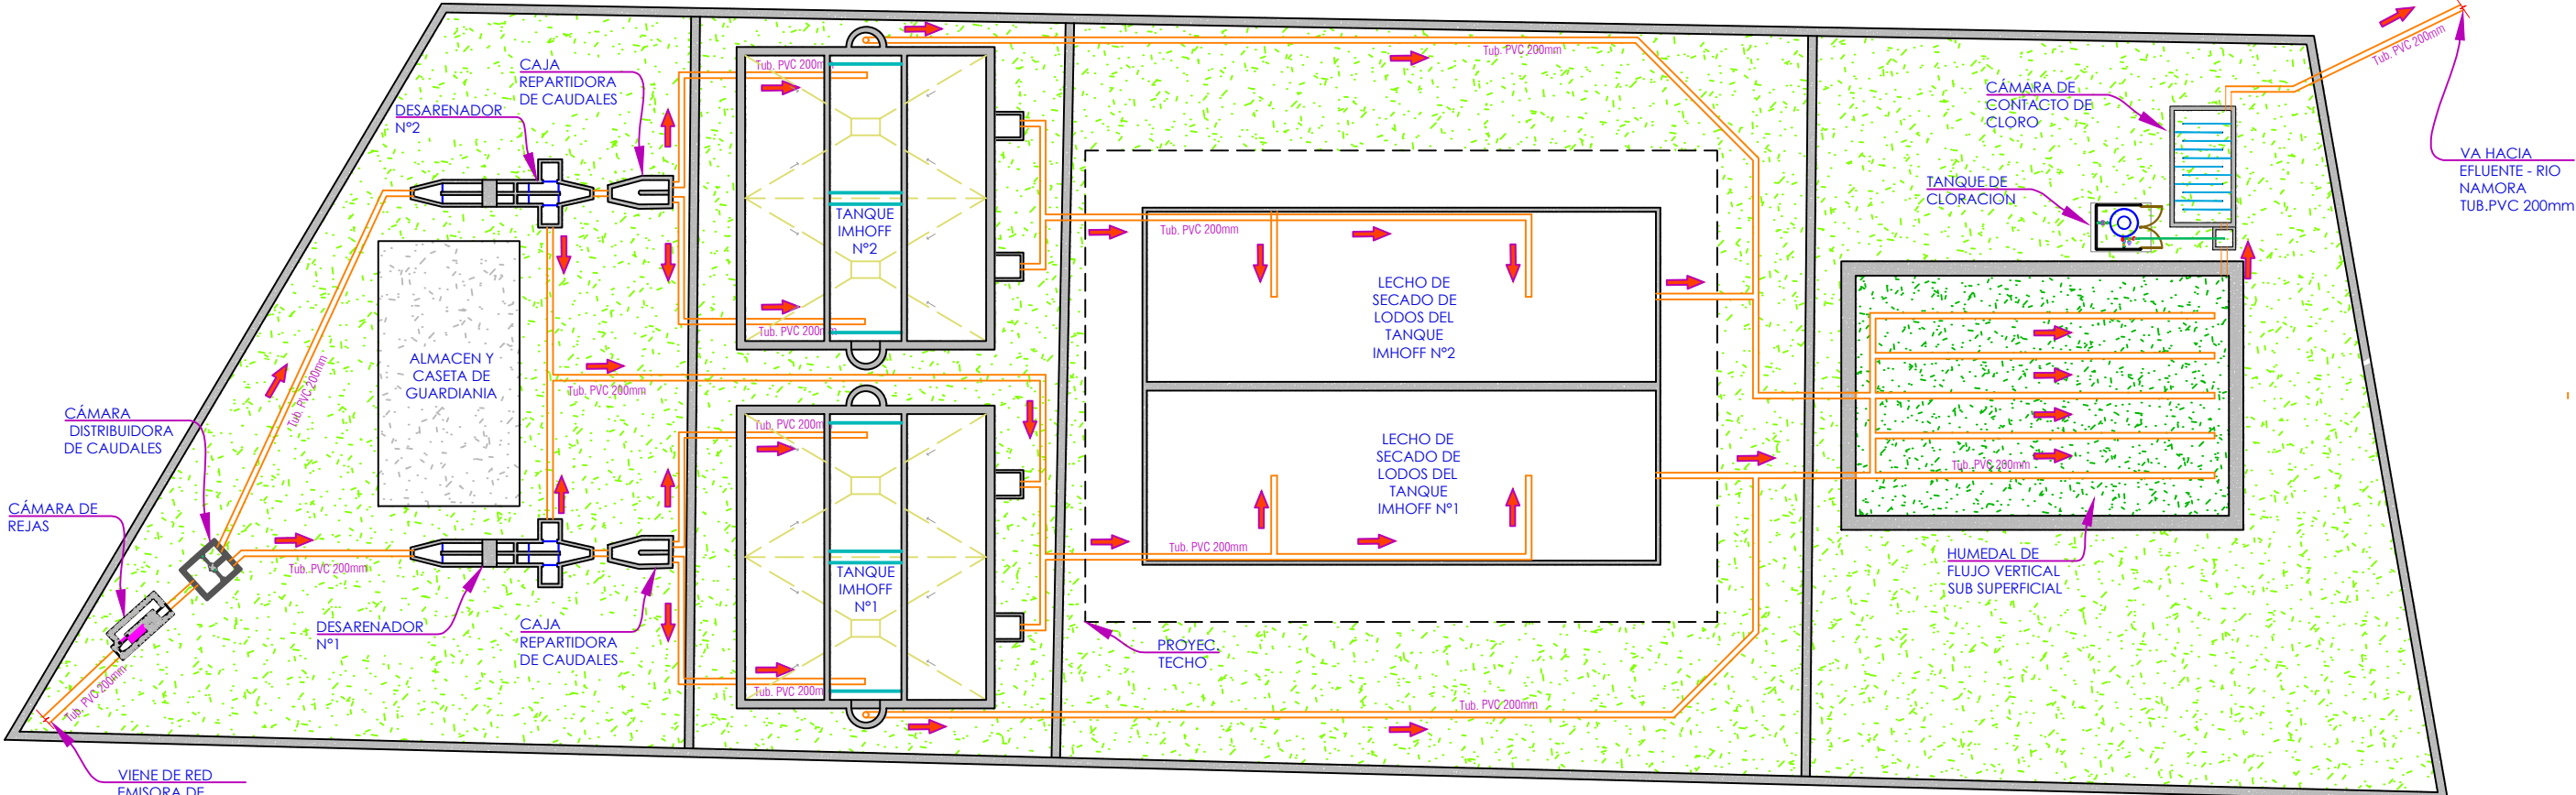 CAJA
REPARTIDORA
DE CAUDALES
DESARENADOR
N°2
Tub. PVC 200mm
TANQUE
IMHOFF
N°2
Tub. PVC 200mm
Tub. PVC 200mm
Tub. PVC 200mm
CÁMARA DE
CONTACTO DE
CLORO
TANQUE DE
CLORACION
Tub. PVC 200mm
VA HACIA
EFLUENTE - RIO
NAMORA
TUB.PVC 200mm
LECHO DE
SECADO DE
LODOS DEL
TANQUE
IMHOFF N°2
ALMACEN Y
CASETA DE
GUARDIANIA
Tub. PVC 200mm
Tub. PVC 200mm
CÁMARA
DISTRIBUIDORA
DE CAUDALES
CÁMARA DE
REJAS
Tub. PVC 200m
LECHO DE
SECADO DE
LODOS DEL
TANQUE
IMHOFF N°1
Tub. PVC 200mm
HUMEDAL DE
FLUJO VERTICAL
SUB SUPERFICIAL
Tub. PVC 200mm
Tub. PVC 200mm
TANQUE
IMHOFF
N°1
DESARENADOR
N°1
CAJA
REPARTIDORA
DE CAUDALES
PROYEC.
TECHO
Tub. PVC 200m
Tub. PVC 200mm
Tub. PVC 200mm
VIENE DE RED
EMISORA DE